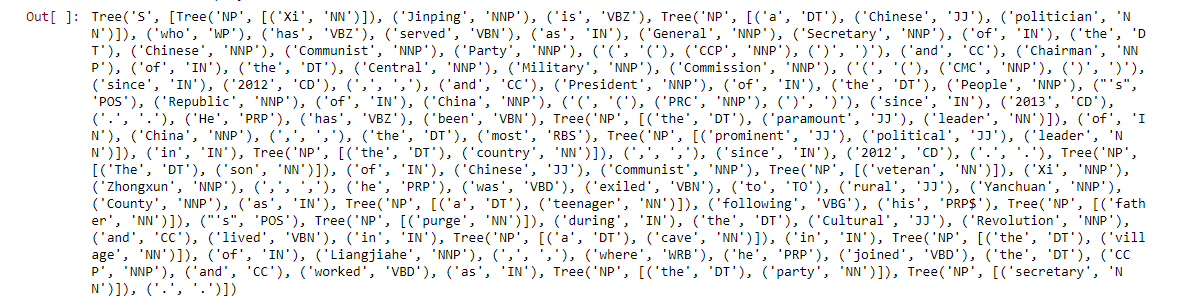 Out[ ]: Tree('S', [Tree('NP', [('Xi', 'NN')]), ('Jinping', 'NNP'), ('is', 'VBZ'), Tree('NP', [('a', 'DT'), ('Chinese', 'JJ'), ('politician', 'N
N')]), ('who', 'WP'), ('has', 'VBZ'), ('served', 'VBN'), ('as', 'IN'), ('General', 'NNP'), ('Secretary', 'NNP'), ('of', 'IN'), ('the', 'D
T'), ('Chinese', 'NNP'), ('Communist', 'NNP'), ('Party', 'NNP'), ('(', '('), ('CCP', 'NNP'), (')', ')'), ('and', 'CC'), ('Chairman', 'NN
P'), ('of', 'IN'), ('the', 'DT'), ('Central', 'NNP'), ('Military', 'NNP'), ('Commission', 'NNP'), ('(', '('), ('CMC', 'NNP'), (')', ')'),
('since', 'IN'), ('2012', 'CD'), (',', ','), ('and', 'CC'), ('President', 'NNP'), ('of', 'IN'), ('the', 'DT'), ('People', 'NNP'), ("'s",
'POS'), ('Republic', 'NNP'), ('of', 'IN'), ('China', 'NNP'), ('(', '('), ('PRC', 'NNP'), (')', ')'), ('since', 'IN'), ('2013', 'CD'),
('.', '.'), ('He', 'PRP'), ('has', 'VBZ'), ('been', 'VBN'), Tree('NP', [('the', 'DT'), ('paramount', 'JJ'), ('leader', 'NN')]), ('of', 'I
N'), ('China', 'NNP'), (',', ','), ('the', 'DT'), ('most', 'RBS'), Tree('NP', [('prominent', 'JJ'), ('political', 'JJ'), ('leader', 'N
N')]), ('in', 'IN'), Tree('NP', [('the', 'DT'), ('country', 'NN')]), (',', ','), ('since', 'IN'), ('2012', 'CD'), ('.', '.'), Tree('NP',
[('The', 'DT'), ('son', 'NN')]), ('of', 'IN'), ('Chinese', 'JJ'), ('Communist', 'NNP'), Tree('NP', [('veteran', 'NN')]), ('Xi', 'NNP'),
('Zhongxun', 'NNP'), (',', ','), ('he', 'PRP'), ('was', 'VBD'), ('exiled', 'VBN'), ('to', 'TO'), ('rural', 'JJ'), ('Yanchuan', 'NNP'),
('County', 'NNP'), ('as', 'IN'), Tree('NP', [('a', 'DT'), ('teenager', 'NN')]), ('following', 'VBG'), ('his', 'PRP$'), Tree('NP', [('fath
er', 'NN')]), ("'s", 'POS'), Tree('NP', [('purge', 'NN')]), ('during', 'IN'), ('the', 'DT'), ('Cultural', 'JJ'), ('Revolution', 'NNP'),
('and', 'CC'), ('lived', 'VBN'), ('in', 'IN'), Tree('NP', [('a', 'DT'), ('cave', 'NN')]), ('in', 'IN'), Tree('NP', [('the', 'DT'), ('vill
age', 'NN')]), ('of', 'IN'), ('Liangjiahe', 'NNP'), (',', ','), ('where', 'WRB'), ('he', 'PRP'), ('joined', 'VBD'), ('the', 'DT'), ('CC
P', 'NNP'), ('and', 'CC'), ('worked', 'VBD'), ('as', 'IN'), Tree('NP', [('the', 'DT'), ('party', 'NN')]), Tree('NP', [('secretary', 'N
N')]), ('.', '.')])